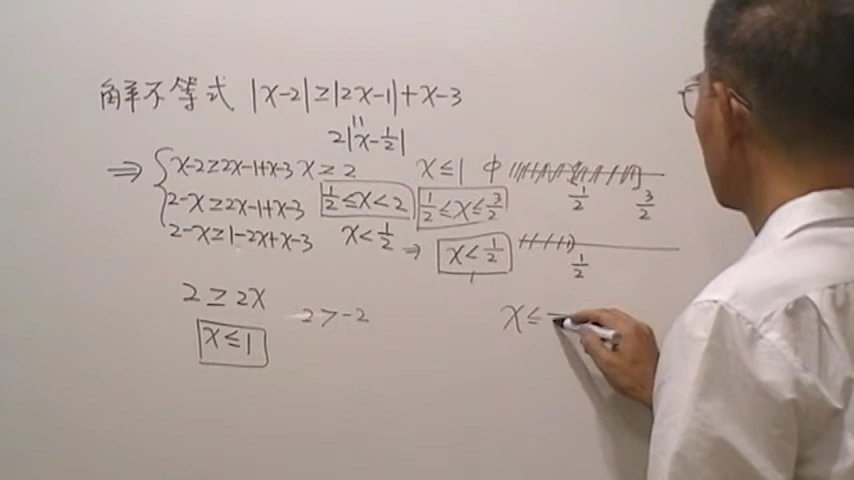 解不等式 |x-2|≥|2x-1|+x-3
2|x-1/2|
⇒ { x-2≥2x-1+x-3 x≥2 x≤1 ф
2-x≥2x-1+x-3 1/2≤x<2 1/2≤x≤3/2 1/2 3/2
2-x≥1-2x+x-3 x<1/2 ⇒ x<1/2 1/2
2≥2x 2>-2 x≤
x≤1